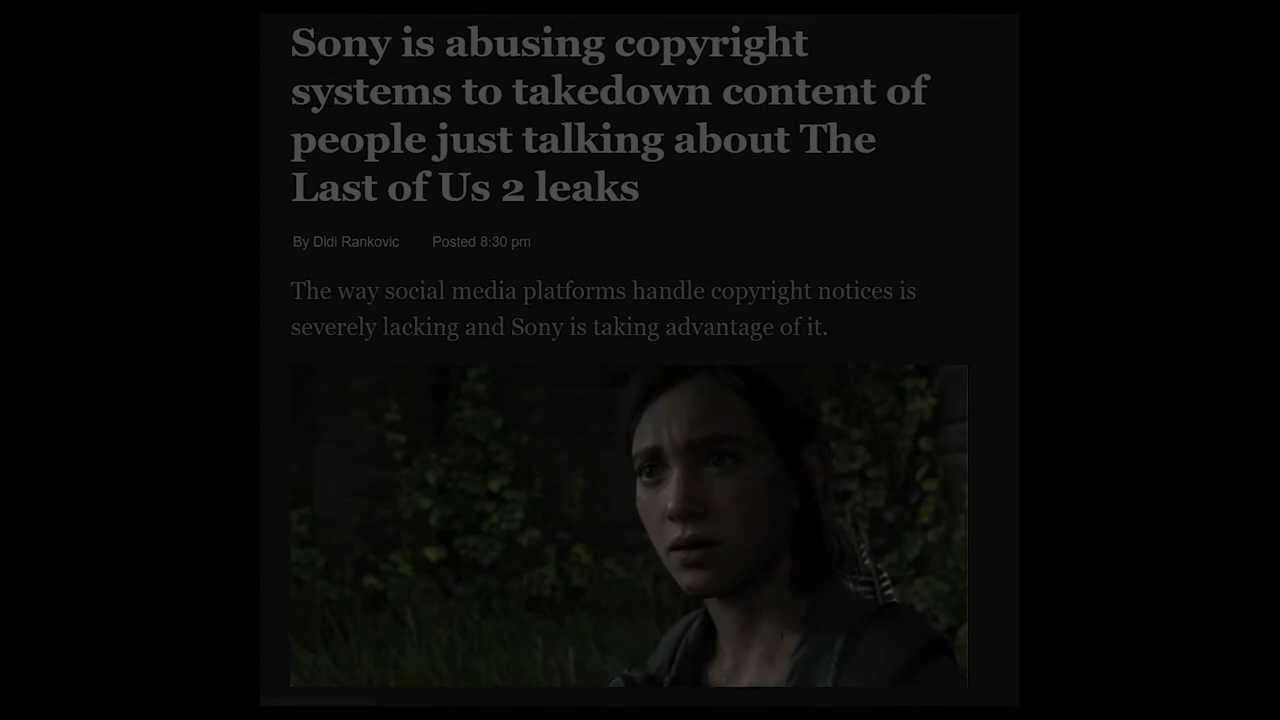 Sony is abusing copyright
systems to takedown content of
people just talking about The
Last of Us 2 leaks
By Didi Rankovic Posted 8:30 pm
The way social media platforms handle copyright notices is
severely lacking and Sony is taking advantage of it.